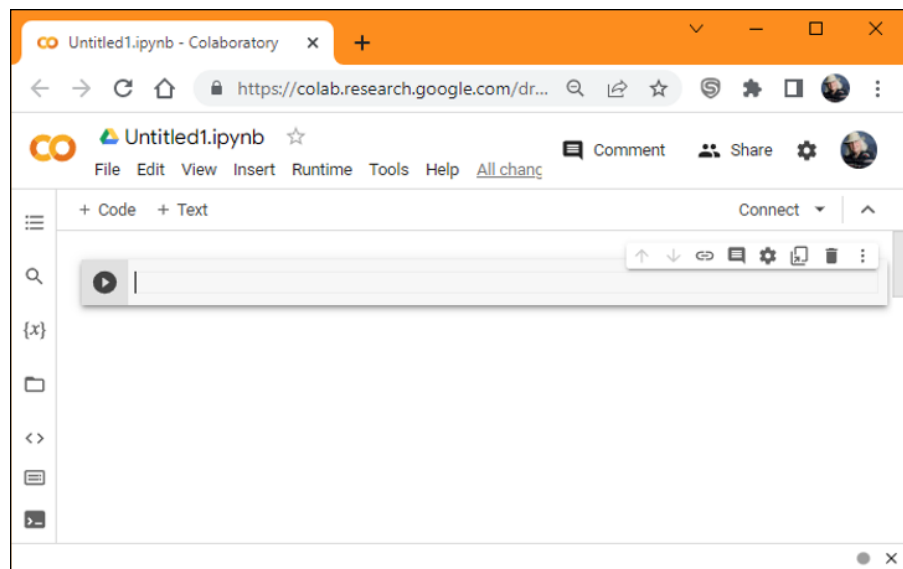 Untitled1.ipynb - Colaboratory
https://colab.research.google.com/dr...
CO Untitled1.ipynb
Comment Share
File Edit View Insert Runtime Tools Help All chang
+ Code + Text Connect
{x}